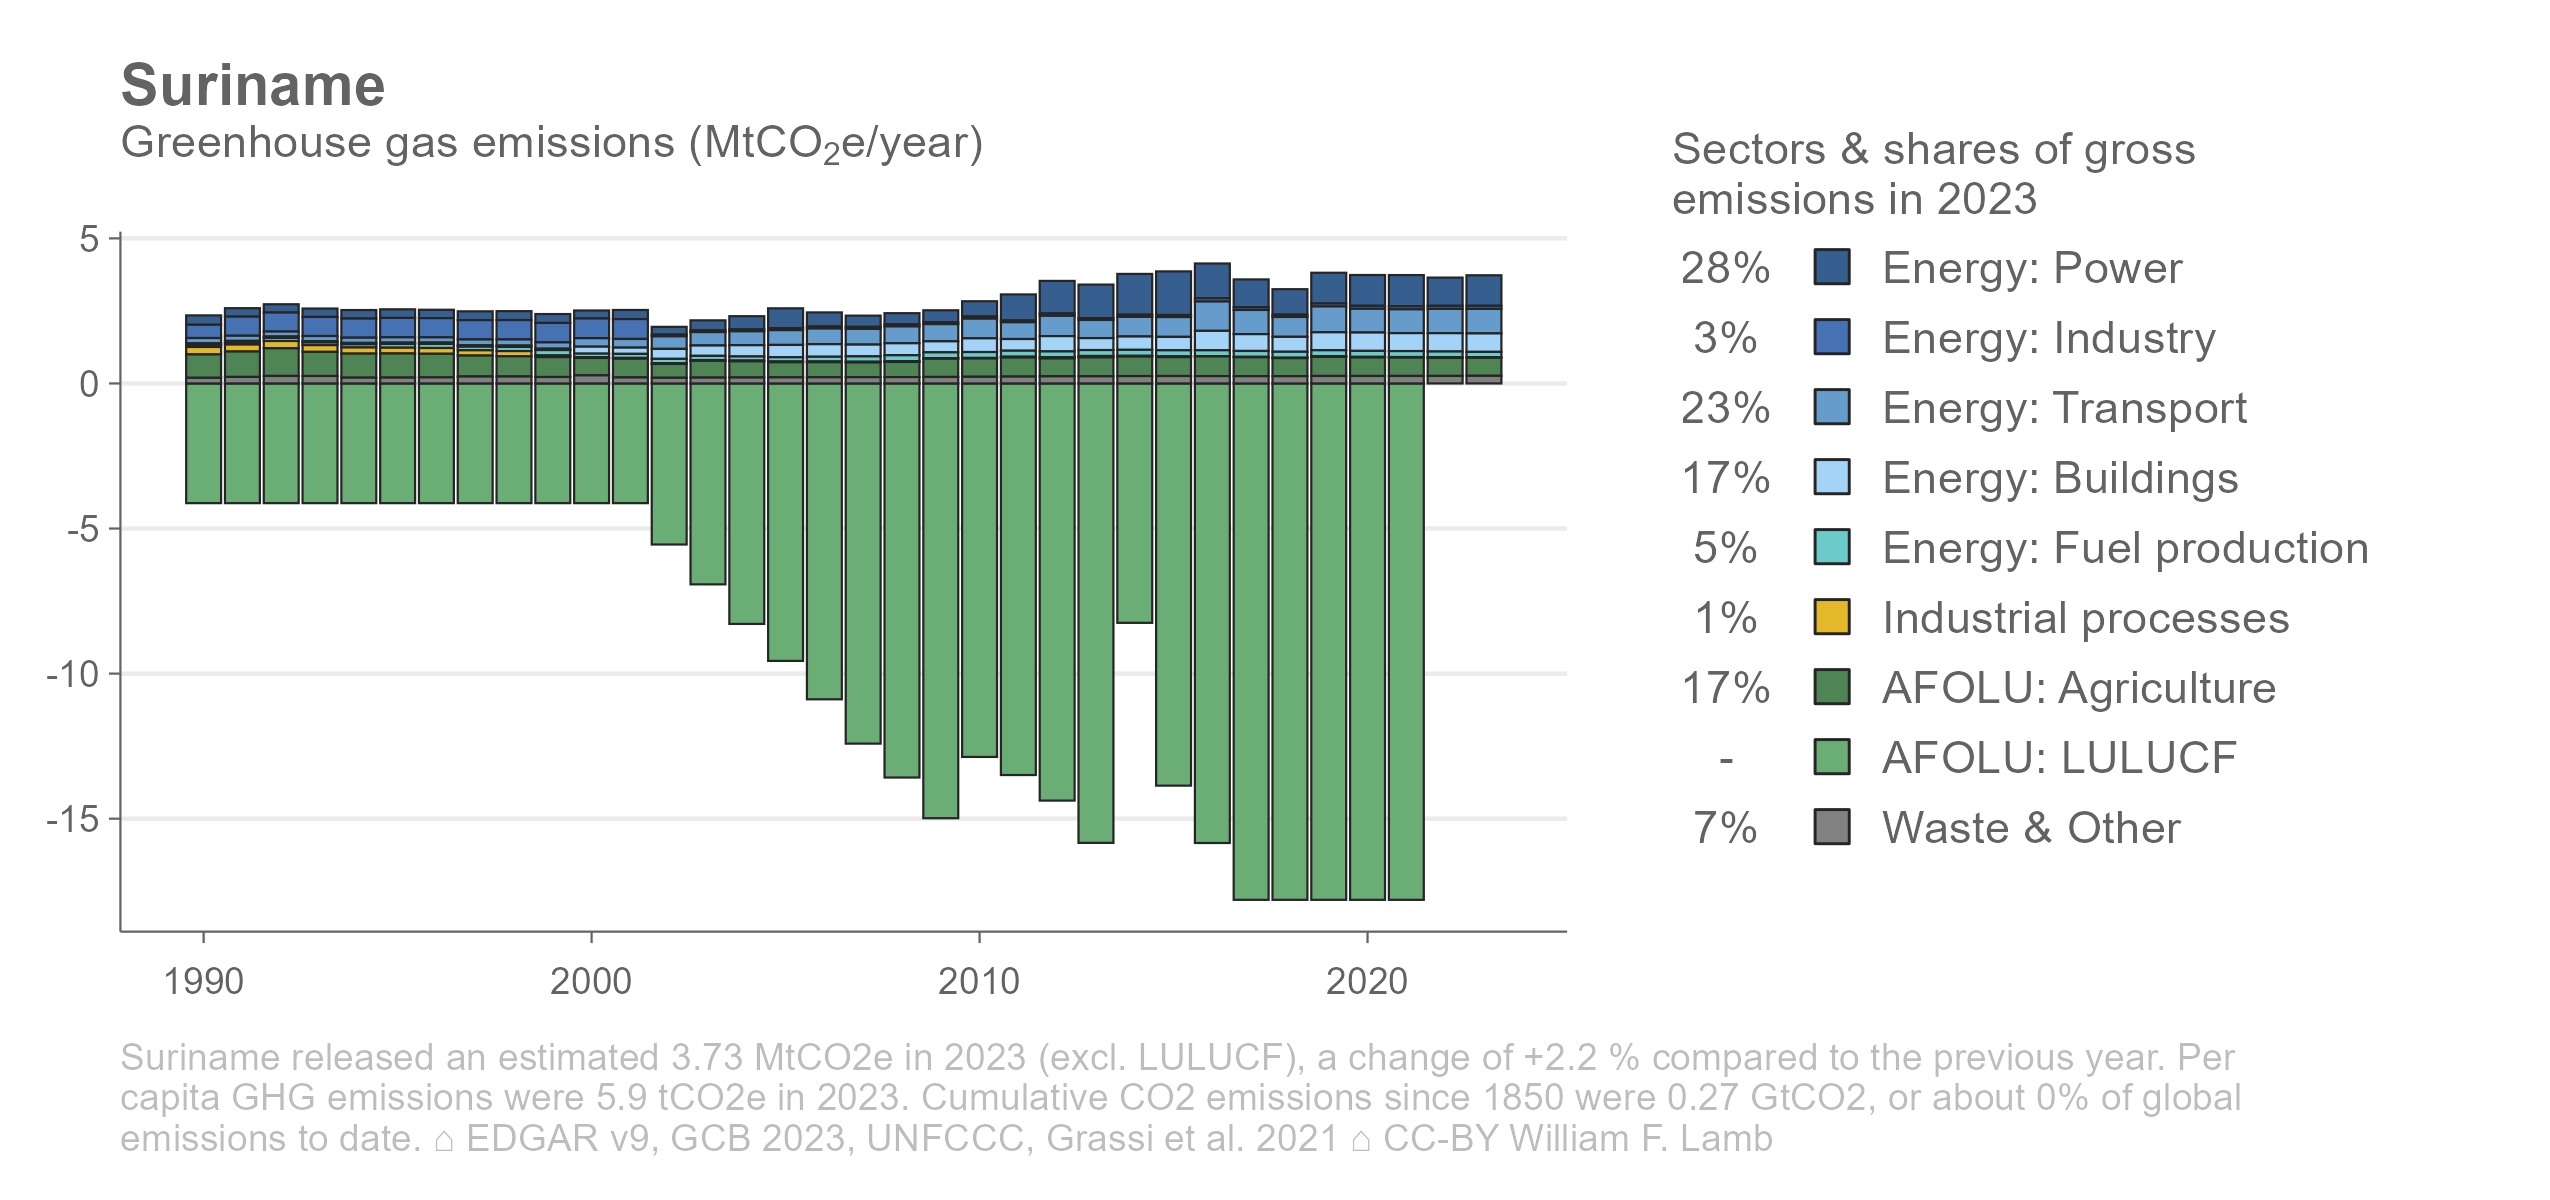 Suriname
Greenhouse gas emissions (MtCO₂e/year)
5
0
-5
-10
-15
1990
2000
2010
2020
Sectors & shares of gross
emissions in 2023
28% Energy: Power
3% Energy: Industry
23% Energy: Transport
17% Energy: Buildings
5% Energy: Fuel production
1% Industrial processes
17% AFOLU: Agriculture
- AFOLU: LULUCF
7% Waste & Other
Suriname released an estimated 3.73 MtCO2e in 2023 (excl. LULUCF), a change of +2.2 % compared to the previous year. Per
capita GHG emissions were 5.9 tCO2e in 2023. Cumulative CO2 emissions since 1850 were 0.27 GtCO2, or about 0% of global
emissions to date. ⌂ EDGAR v9, GCB 2023, UNFCCC, Grassi et al. 2021 ⌂ CC-BY William F. Lamb